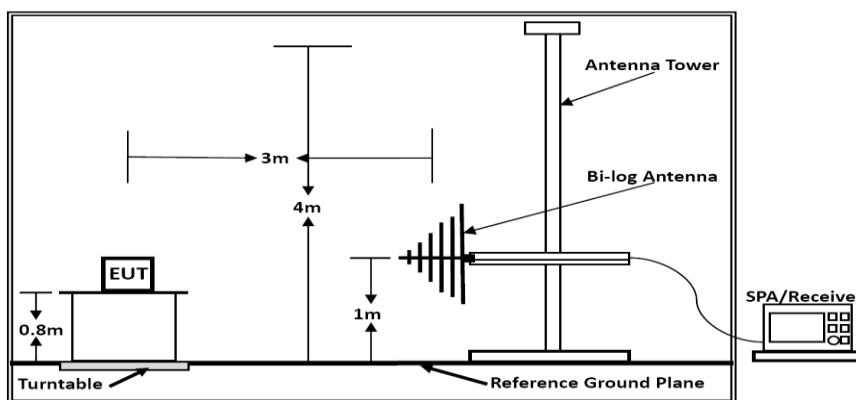 Antenna Tower
3m
Bi-log Antenna
4m
EUT
SPA/Receive
0.8m
1m
Turntable
Reference Ground Plane